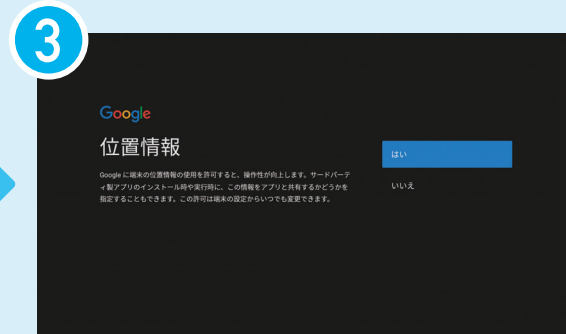 3
Google
位置情報
Google に端末の位置情報の使用を許可すると、操作性が向上します。サードパーテ
ィ製アプリのインストール時や実行時に、この情報をアプリと共有するかどうかを
指定することもできます。この許可は端末の設定からいつでも変更できます。
はい
いいえ